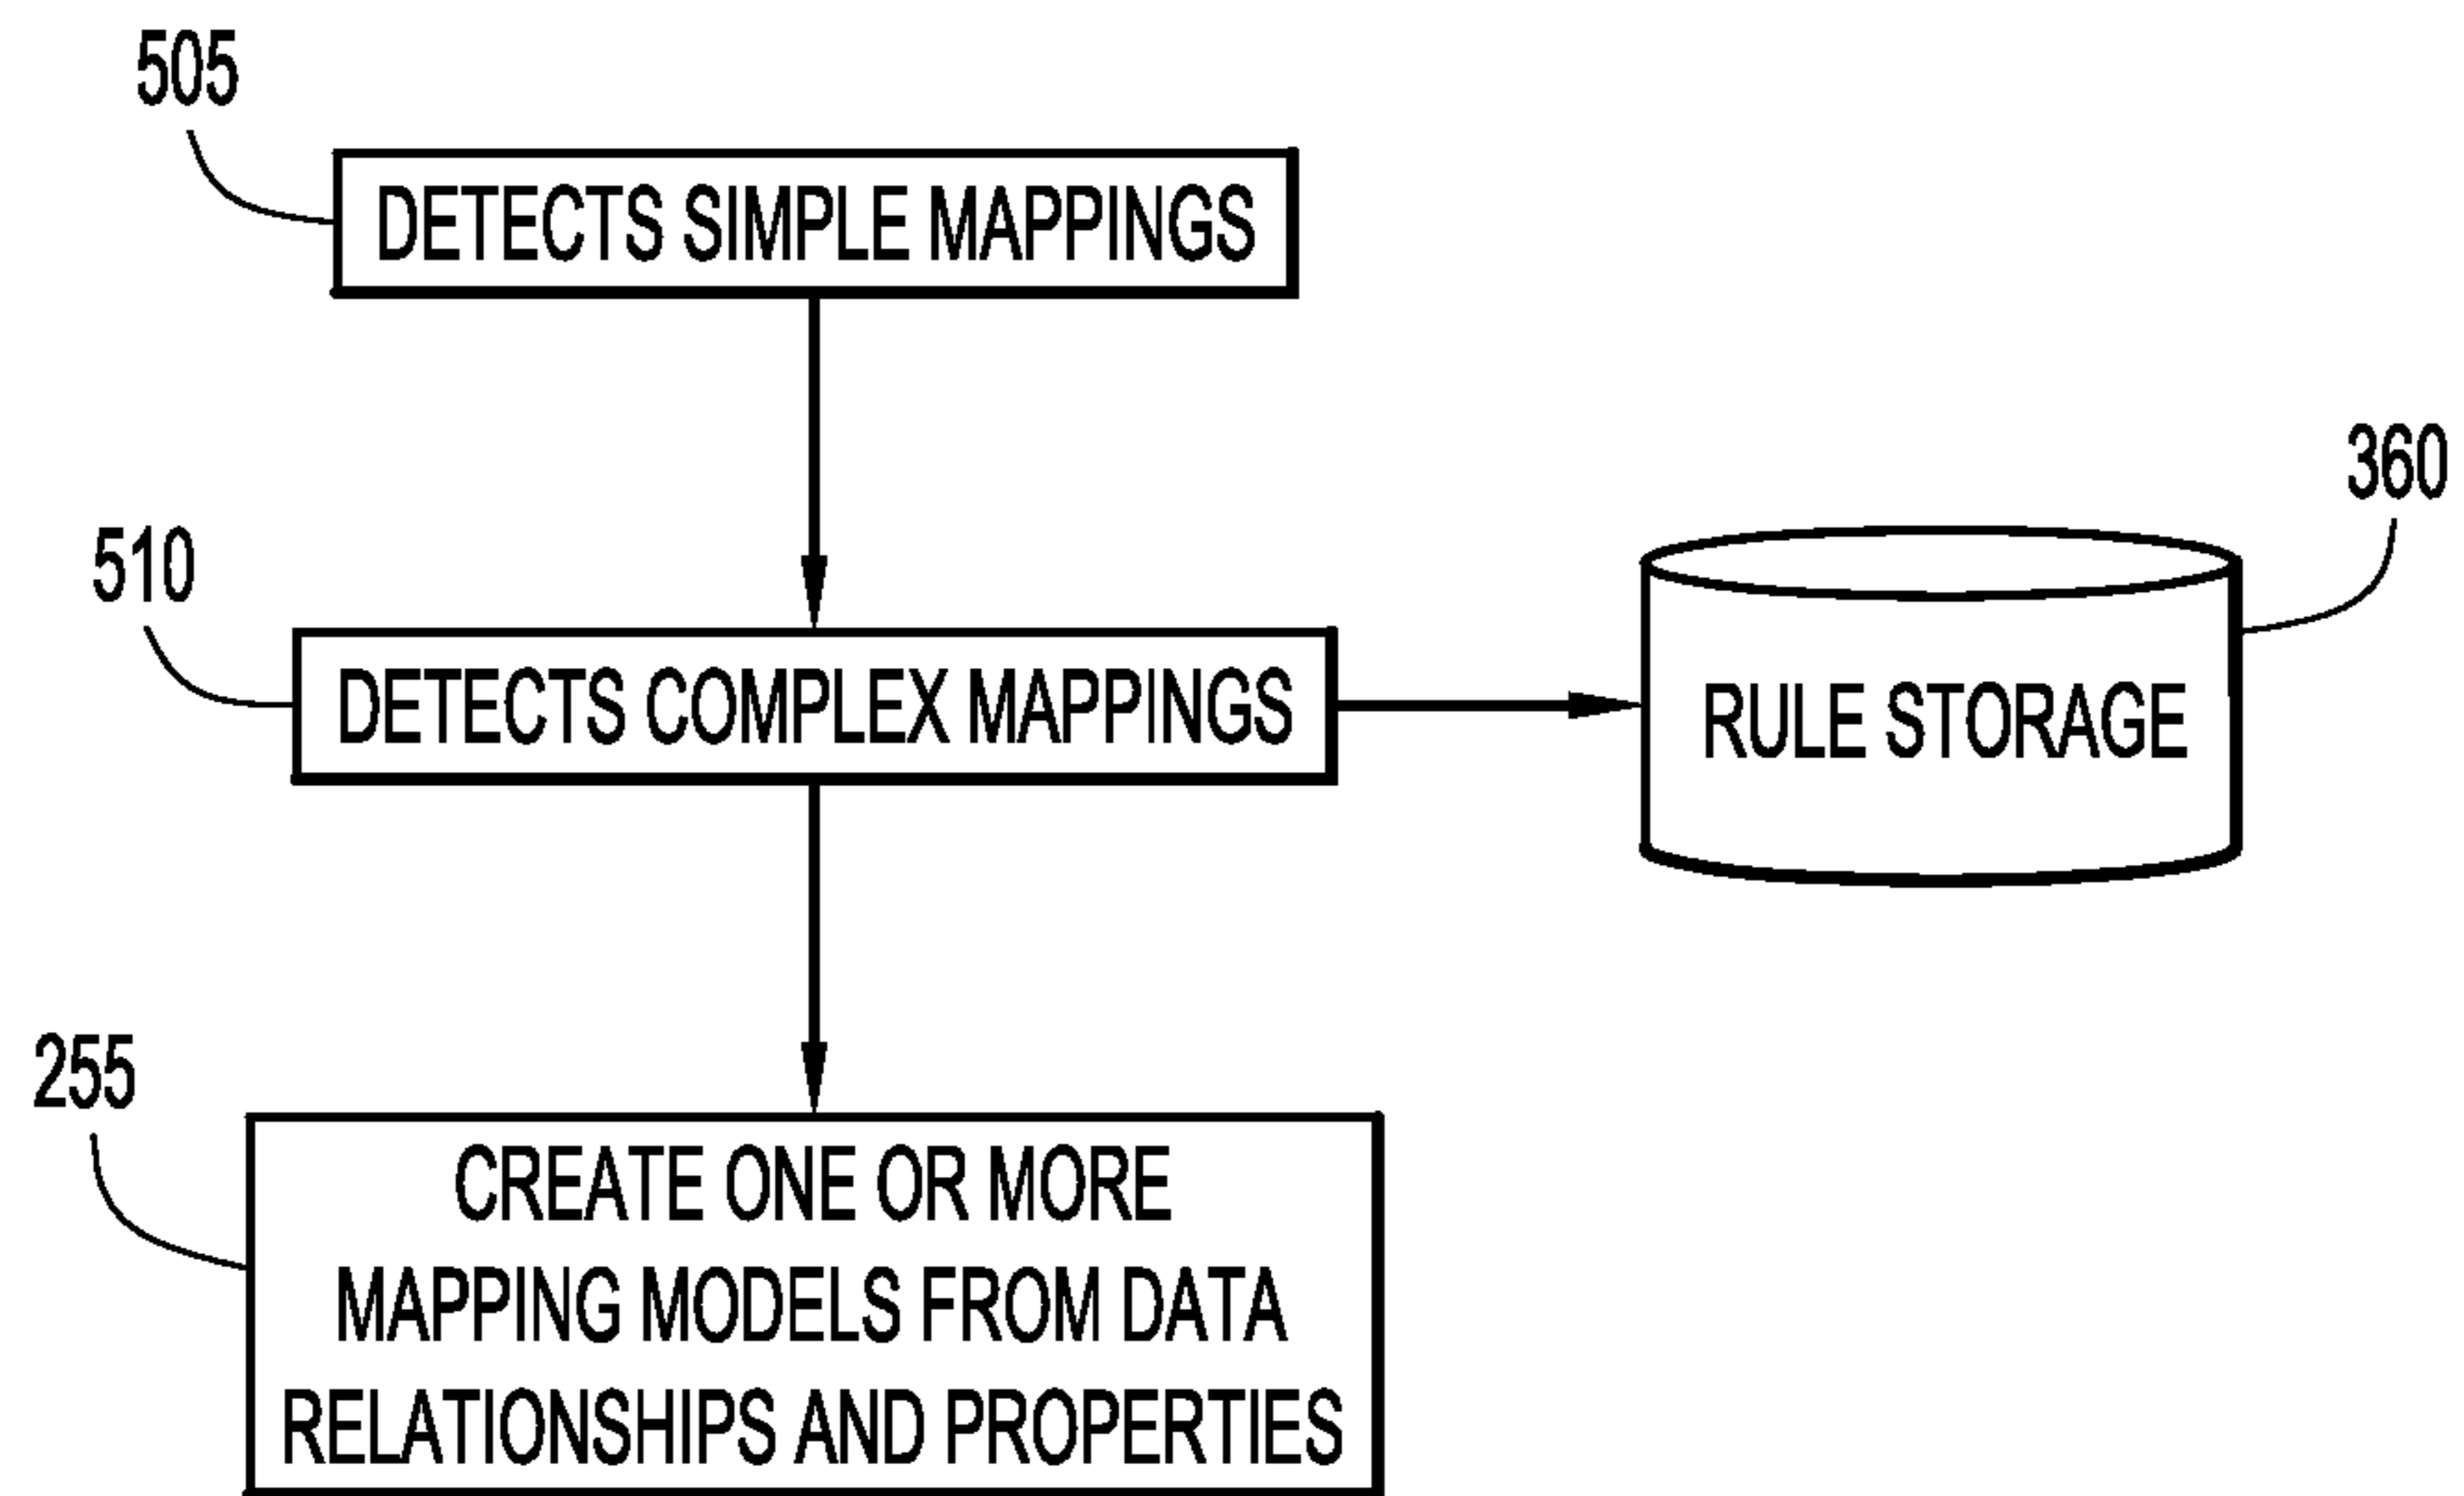 505
DETECTS SIMPLE MAPPINGS
360
510
DETECTS COMPLEX MAPPINGS
RULE STORAGE
255
CREATE ONE OR MORE
MAPPING MODELS FROM DATA
RELATIONSHIPS AND PROPERTIES